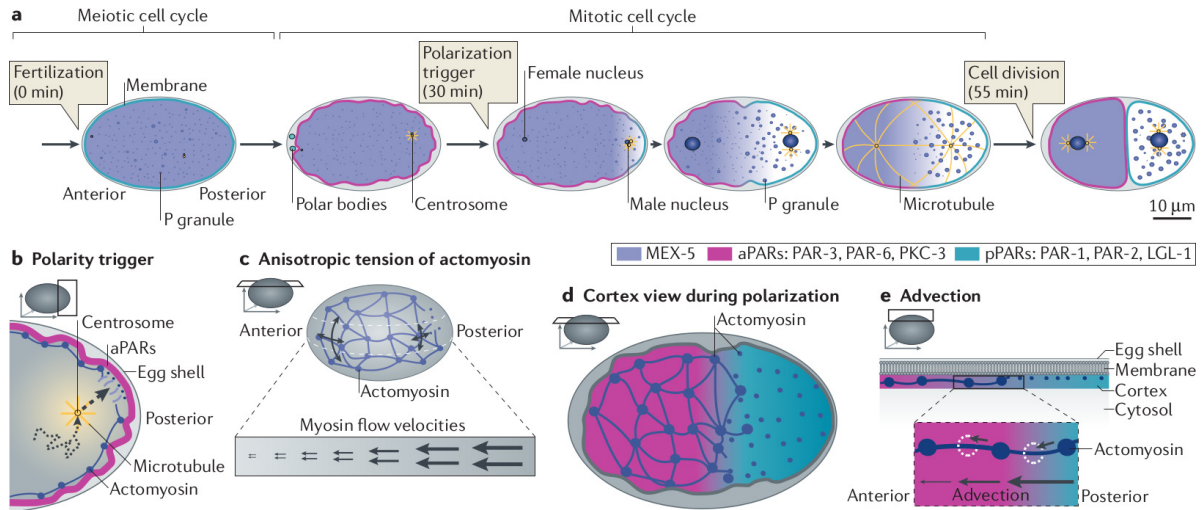 a
Meiotic cell cycle
Mitotic cell cycle
Fertilization
(0 min)
Membrane
Polarization
trigger
(30 min)
Female nucleus
Cell division
(55 min)
Anterior
Posterior
P granule
Polar bodies
Centrosome
Male nucleus
P granule
Microtubule
10 μm
MEX-5
aPARs: PAR-3, PAR-6, PKC-3
pPARs: PAR-1, PAR-2, LGL-1
b Polarity trigger
Centrosome
aPARs
Egg shell
Posterior
Microtubule
Actomyosin
c Anisotropic tension of actomyosin
Anterior
Posterior
Actomyosin
Myosin flow velocities
d Cortex view during polarization
Actomyosin
e Advection
Egg shell
Membrane
Cortex
Cytosol
Actomyosin
Anterior
Advection
Posterior